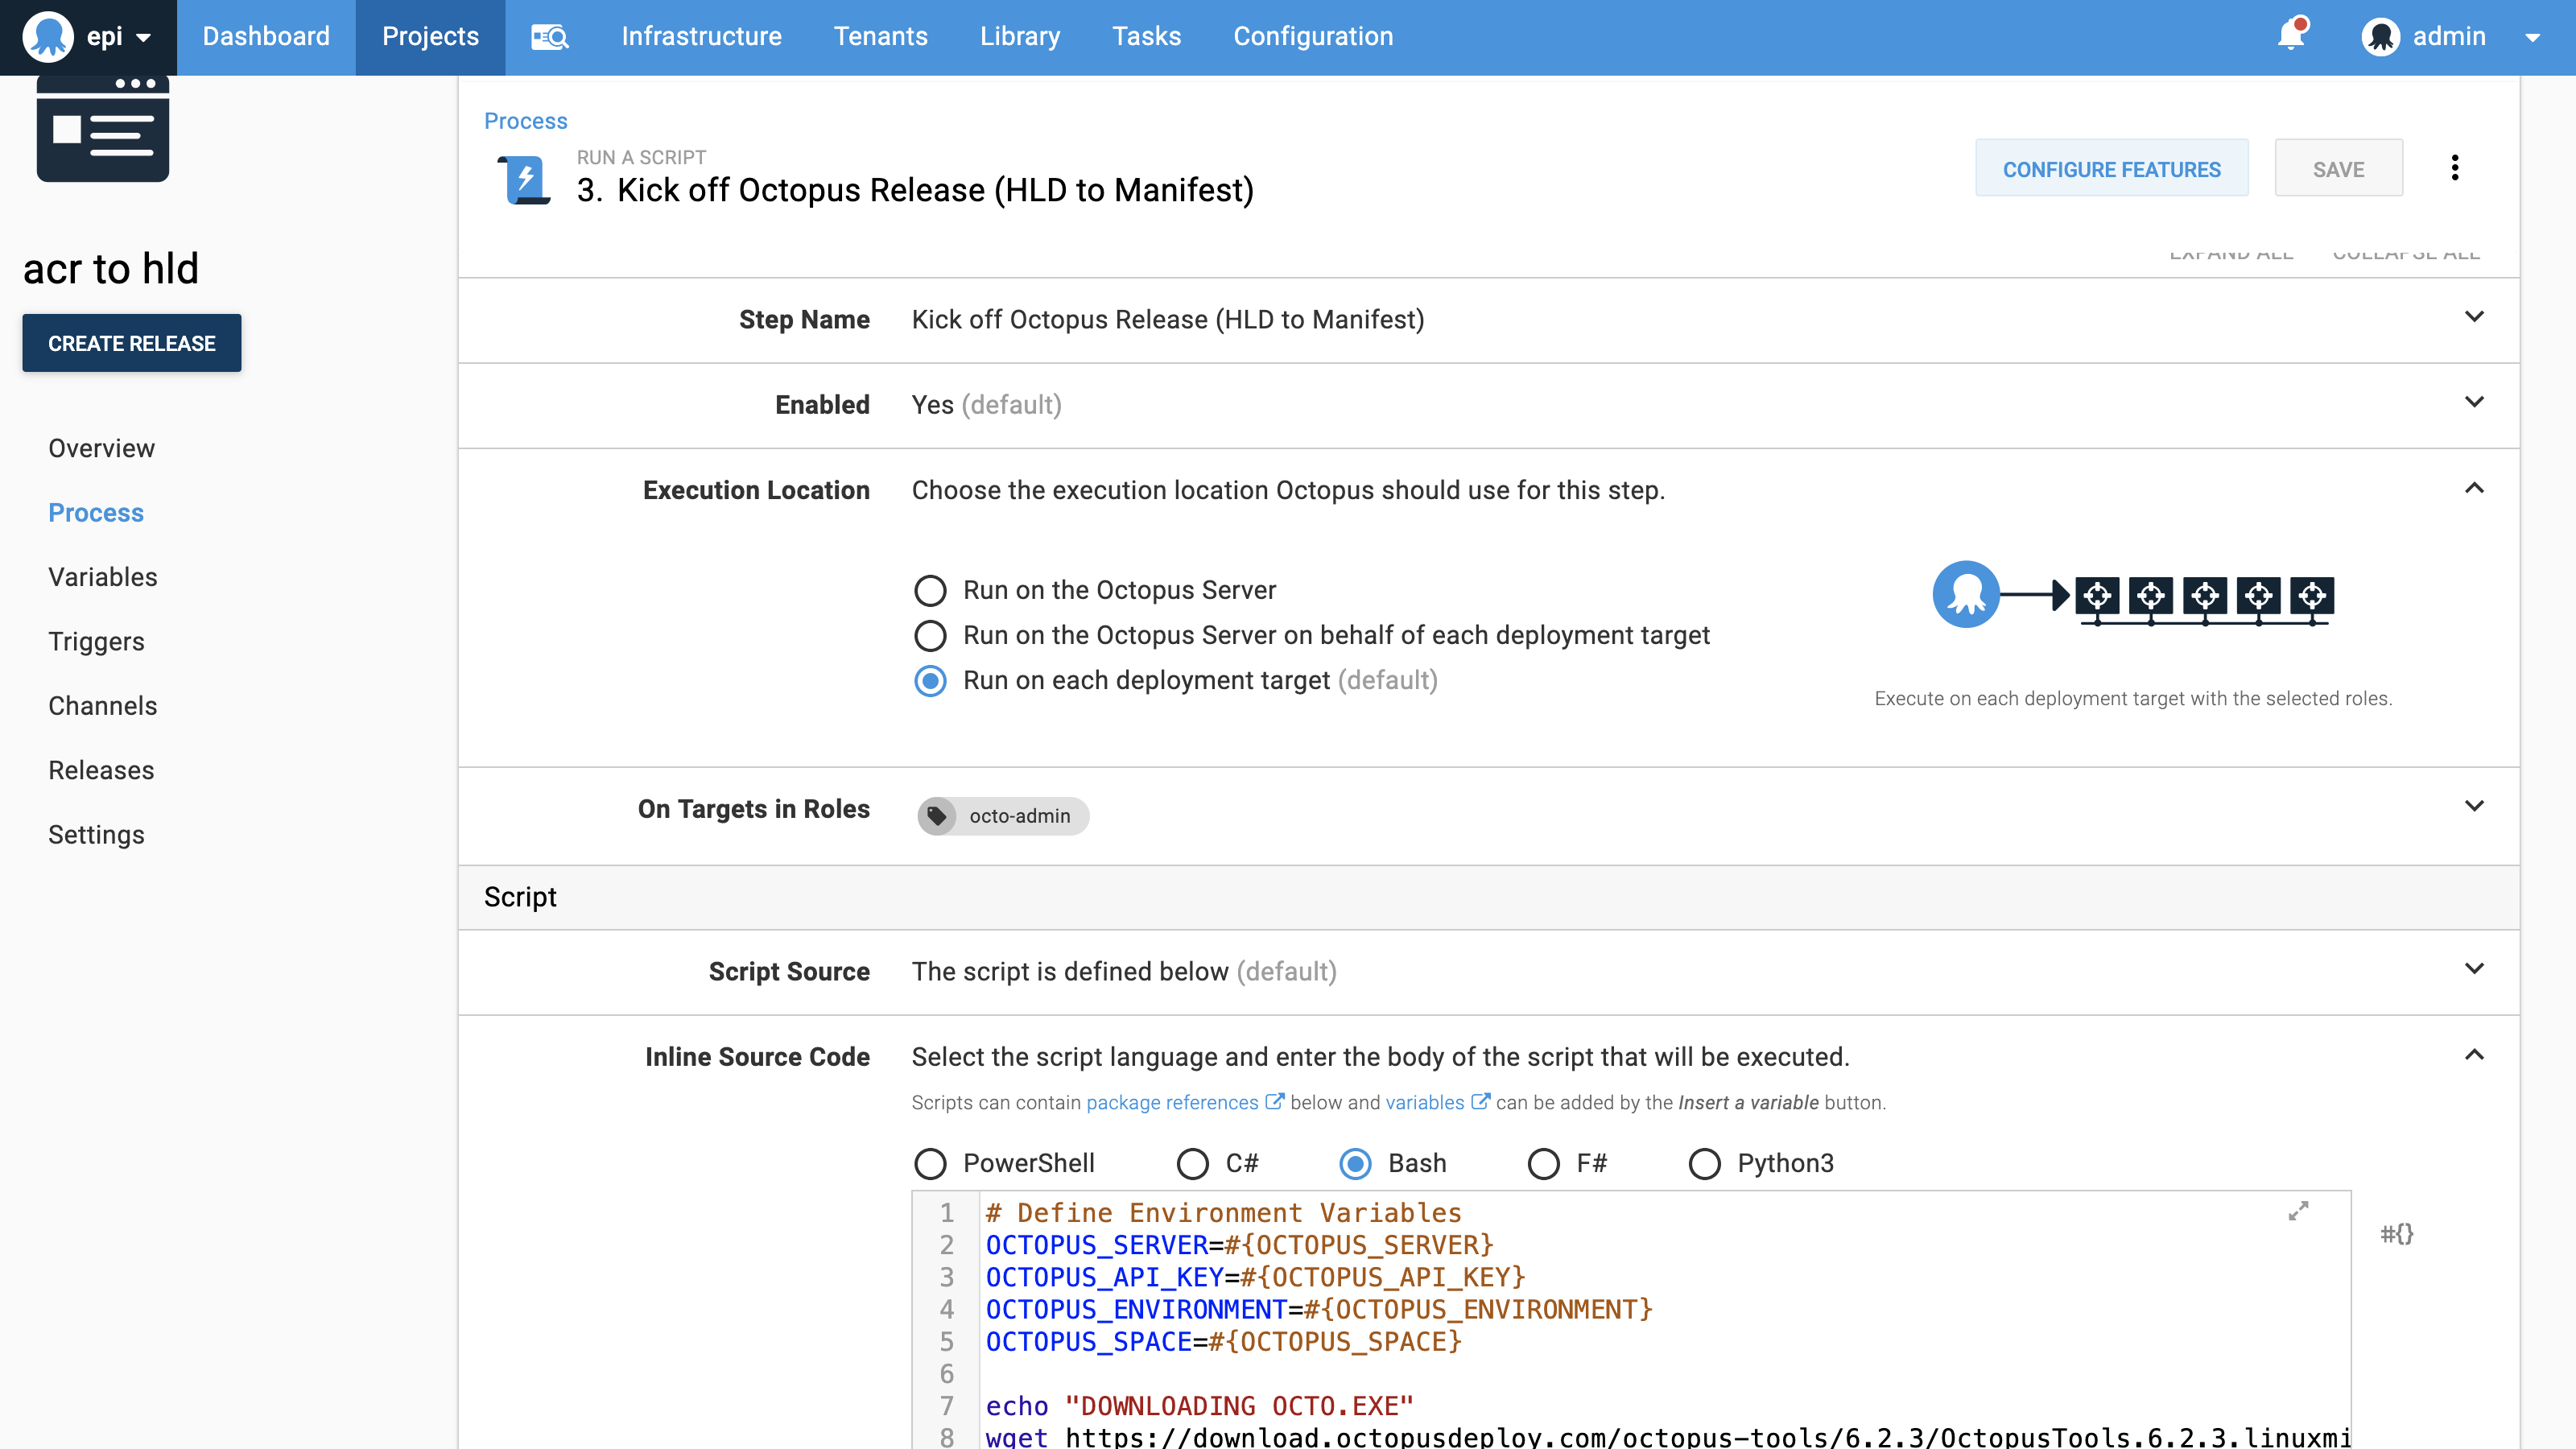 epi
Dashboard
Projects
Infrastructure
Tenants
Library
Tasks
Configuration
admin
acr to hld
CREATE RELEASE
Overview
Process
Variables
Triggers
Channels
Releases
Settings
Process
RUN A SCRIPT
3. Kick off Octopus Release (HLD to Manifest)
CONFIGURE FEATURES
SAVE
EXPAND ALL
COLLAPSE ALL
Step Name
Kick off Octopus Release (HLD to Manifest)
Enabled
Yes (default)
Execution Location
Choose the execution location Octopus should use for this step.
Run on the Octopus Server
Run on the Octopus Server on behalf of each deployment target
Run on each deployment target (default)
Execute on each deployment target with the selected roles.
On Targets in Roles
octo-admin
Script
Script Source
The script is defined below (default)
Inline Source Code
Select the script language and enter the body of the script that will be executed.
Scripts can contain package references below and variables can be added by the Insert a variable button.
PowerShell
C#
Bash
F#
Python3
1 # Define Environment Variables
2 OCTOPUS_SERVER=#{OCTOPUS_SERVER}
3 OCTOPUS_API_KEY=#{OCTOPUS_API_KEY}
4 OCTOPUS_ENVIRONMENT=#{OCTOPUS_ENVIRONMENT}
5 OCTOPUS_SPACE=#{OCTOPUS_SPACE}
6
7 echo "DOWNLOADING OCTO.EXE"
8 wget https://download.octopusdeploy.com/octopus-tools/6.2.3/OctopusTools.6.2.3.linuxmi
#{}